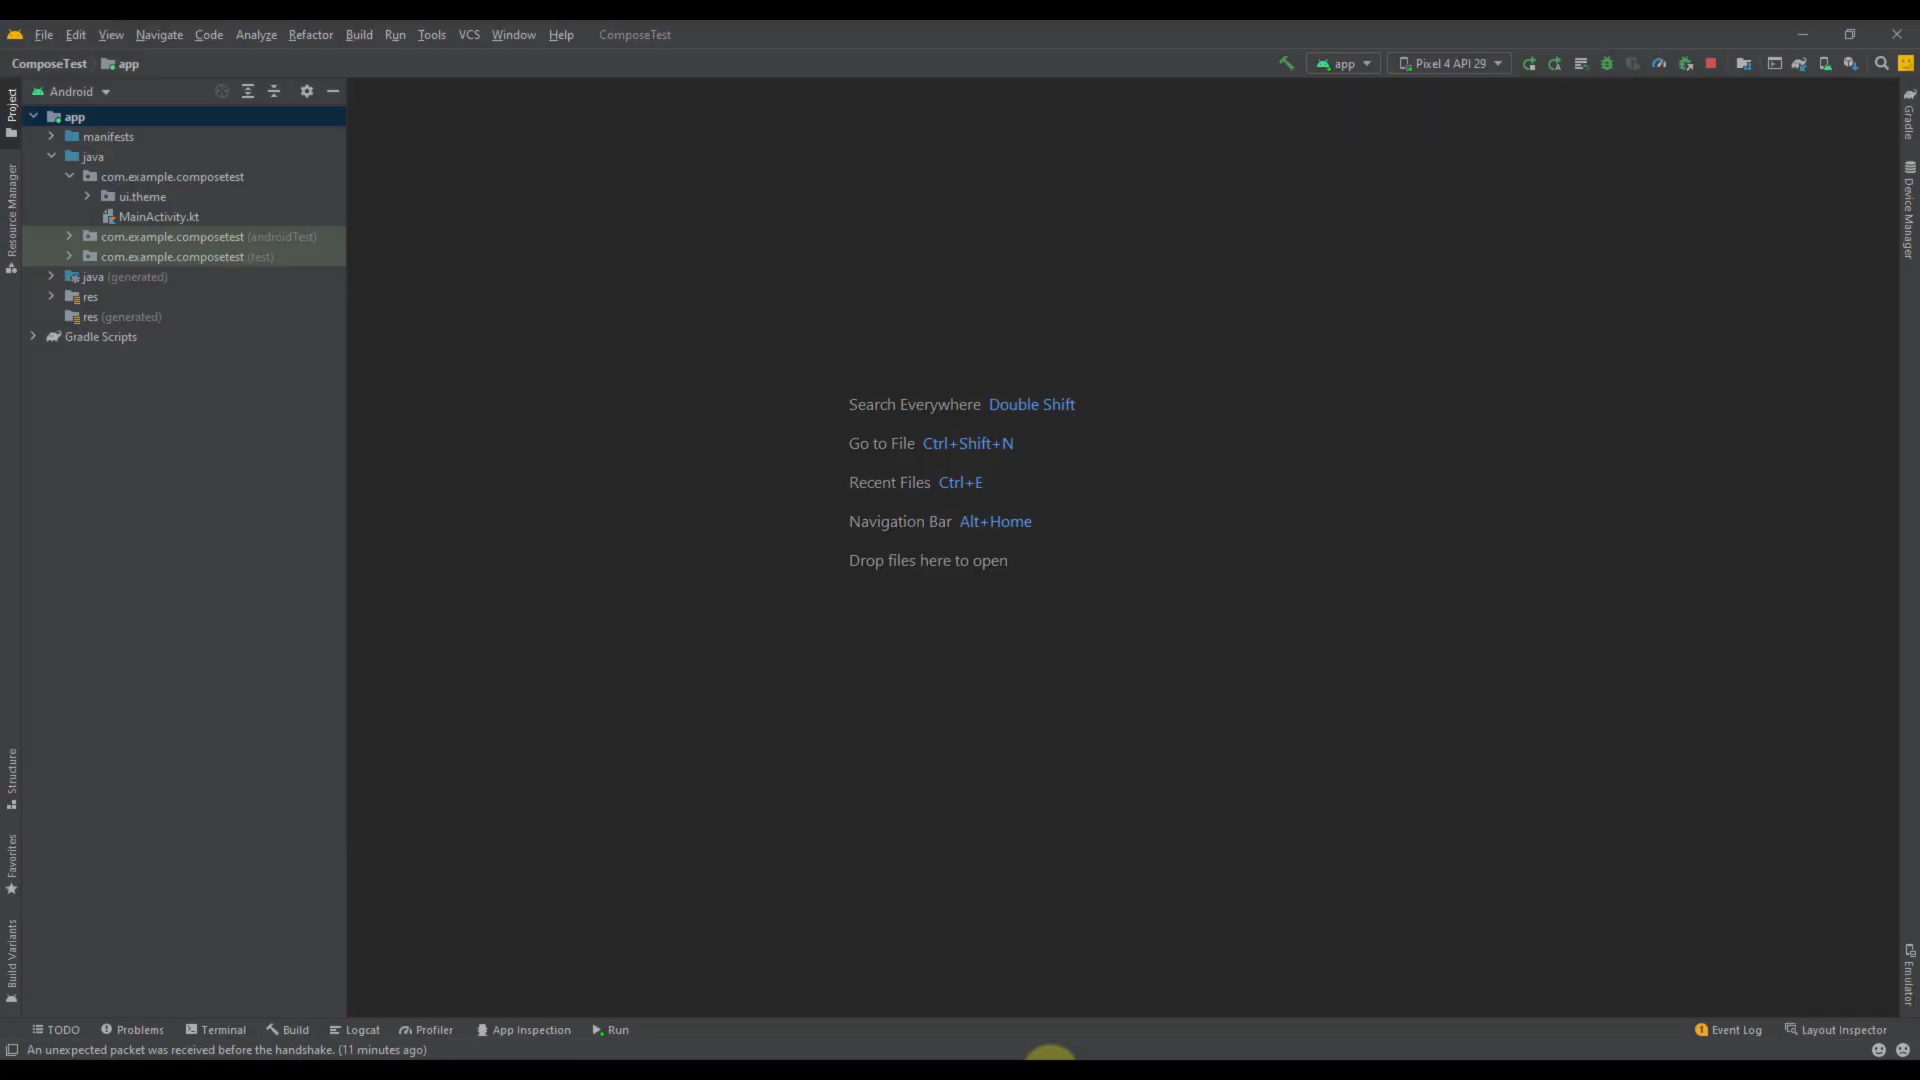 File Edit View Navigate Code Analyze Refactor Build Run Tools VCS Window Help ComposeTest
ComposeTest app
app Pixel 4 API 29
Android
Project
Resource Manager
Structure
Favorites
Build Variants
app
manifests
java
com.example.composetest
ui.theme
MainActivity.kt
com.example.composetest (androidTest)
com.example.composetest (test)
java (generated)
res
res (generated)
Gradle Scripts
Search Everywhere Double Shift
Go to File Ctrl+Shift+N
Recent Files Ctrl+E
Navigation Bar Alt+Home
Drop files here to open
Gradle
Device Manager
Emulator
TODO Problems Terminal Build Logcat Profiler App Inspection Run
1 Event Log Layout Inspector
An unexpected packet was received before the handshake. (11 minutes ago)